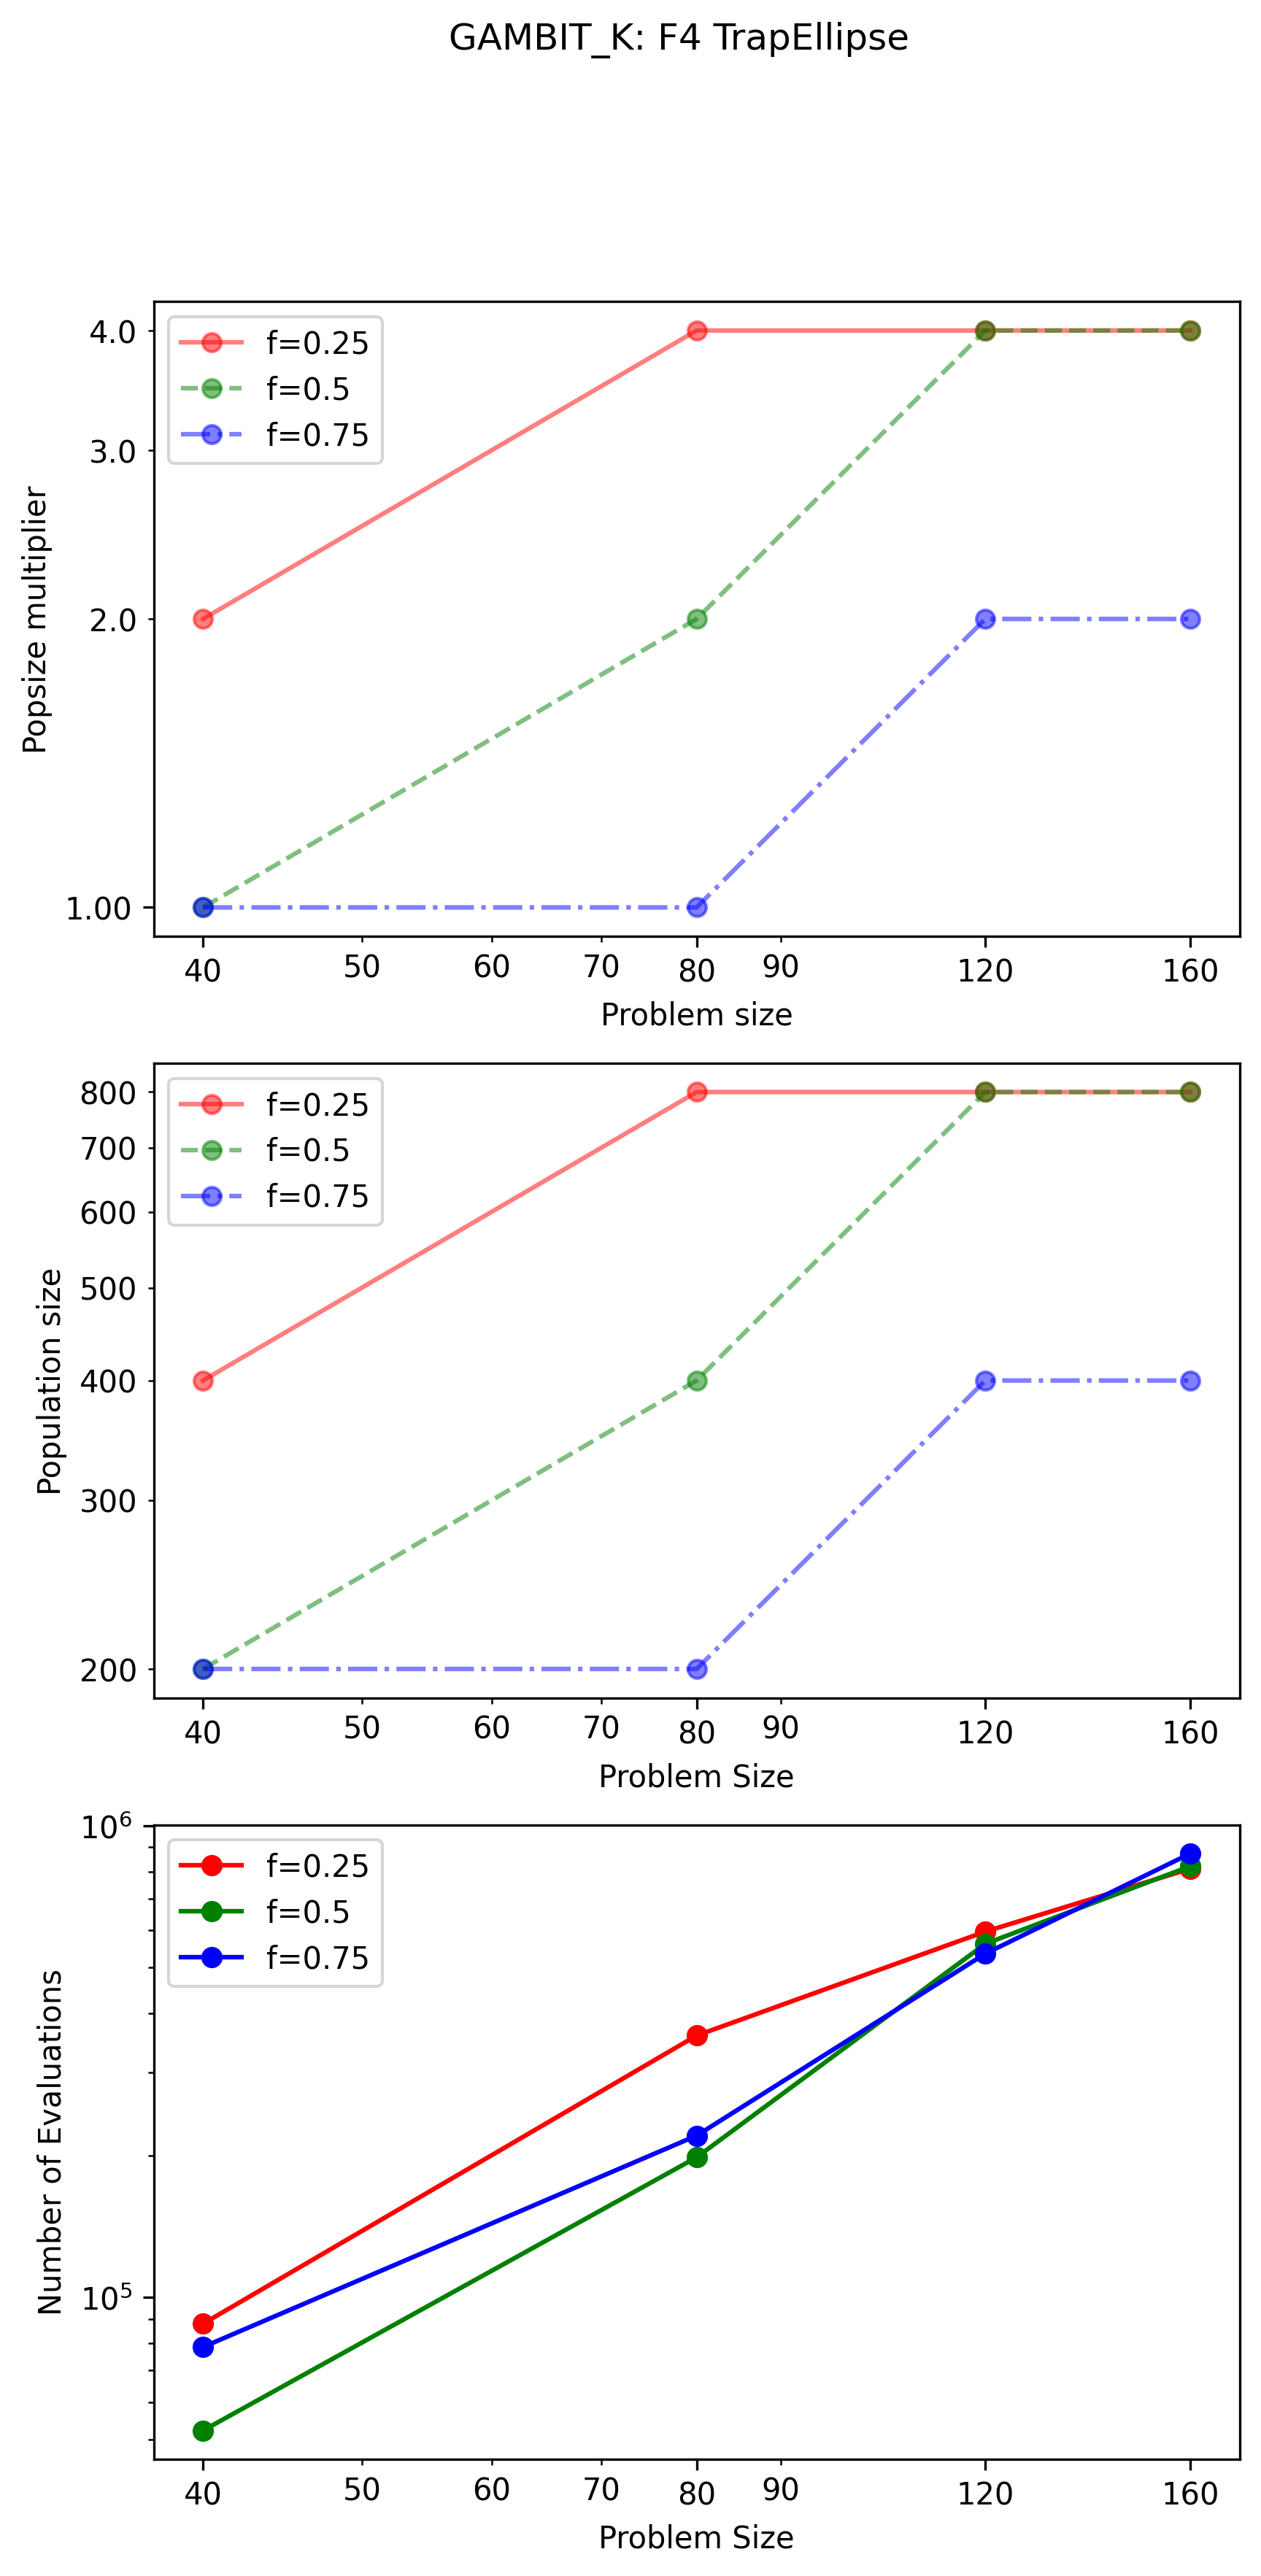 GAMBIT_K: F4 TrapEllipse
f=0.25
f=0.5
f=0.75
4.0
3.0
2.0
1.00
Popsize multiplier
40 50 60 70 80 90 120 160
Problem size
f=0.25
f=0.5
f=0.75
800
700
600
500
400
300
200
Population size
40 50 60 70 80 90 120 160
Problem Size
f=0.25
f=0.5
f=0.75
10⁶
10⁵
Number of Evaluations
40 50 60 70 80 90 120 160
Problem Size